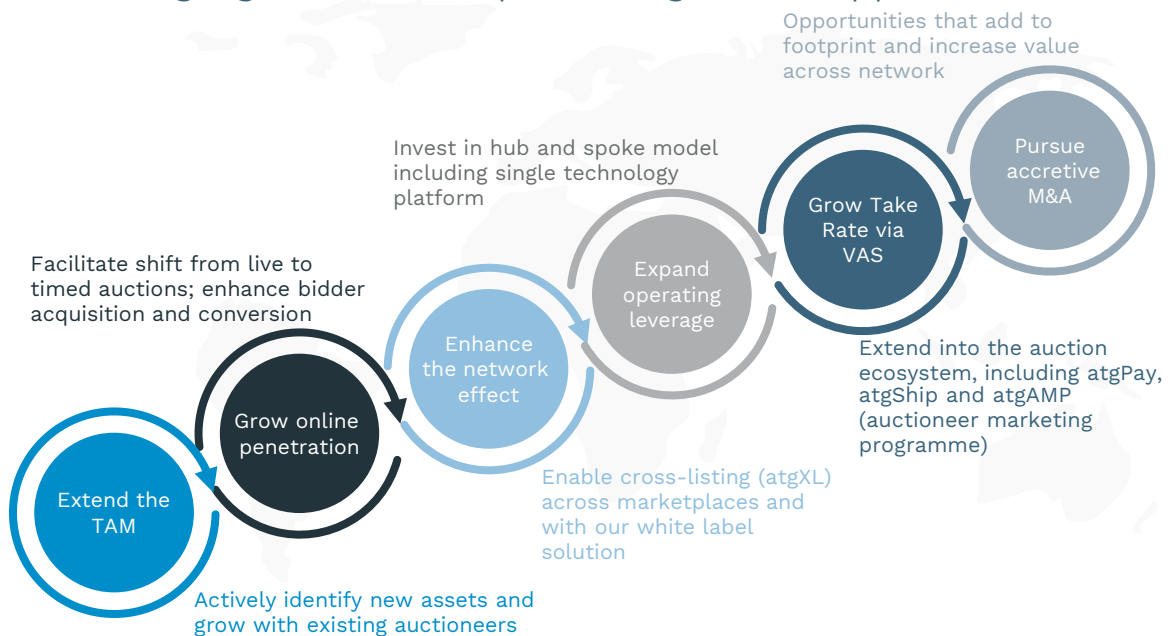 Opportunities that add to
footprint and increase value
across network
Pursue
accretive
M&A
Invest in hub and spoke model
including single technology
platform
Grow Take
Rate via
VAS
Facilitate shift from live to
timed auctions; enhance bidder
acquisition and conversion
Expand
operating
leverage
Enhance
the network
effect
Extend into the auction
ecosystem, including atgPay,
atgShip and atgAMP
(auctioneer marketing
programme)
Grow online
penetration
Enable cross-listing (atgXL)
across marketplaces and
with our white label
solution
Extend the
TAM
Actively identify new assets and
grow with existing auctioneers